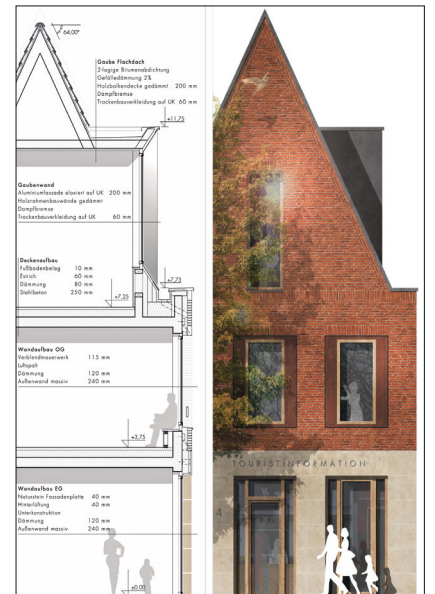 64,00°
Gaube Flachdach
2-lagige Bitumenabdichtung
Gefälledämmung 2%
Holzbalkendecke gedämmt 200 mm
Dampfbremse
Trockenbauverkleidung auf UK 60 mm
+11,75
Gaubenwand
Aluminiumfassade eloxiert auf UK 200 mm
Holzrahmenbauwände gedämmt
Dampfbremse
Trockenbauverkleidung auf UK 60 mm
Deckenaufbau
Fußbodenbelag 10 mm
Estrich 60 mm
Dämmung 80 mm
Stahlbeton 250 mm
+7,75
+7,25
Wandaufbau OG
Verblendmauerwerk 115 mm
Luftspalt
Dämmung 120 mm
Außenwand massiv 240 mm
+3,75
TOURISTINFORMATION
Wandaufbau EG
Naturstein Fassadenplatte 40 mm
Hinterlüftung 40 mm
Unterkonstruktion
Dämmung 120 mm
Außenwand massiv 240 mm
4
±0.00